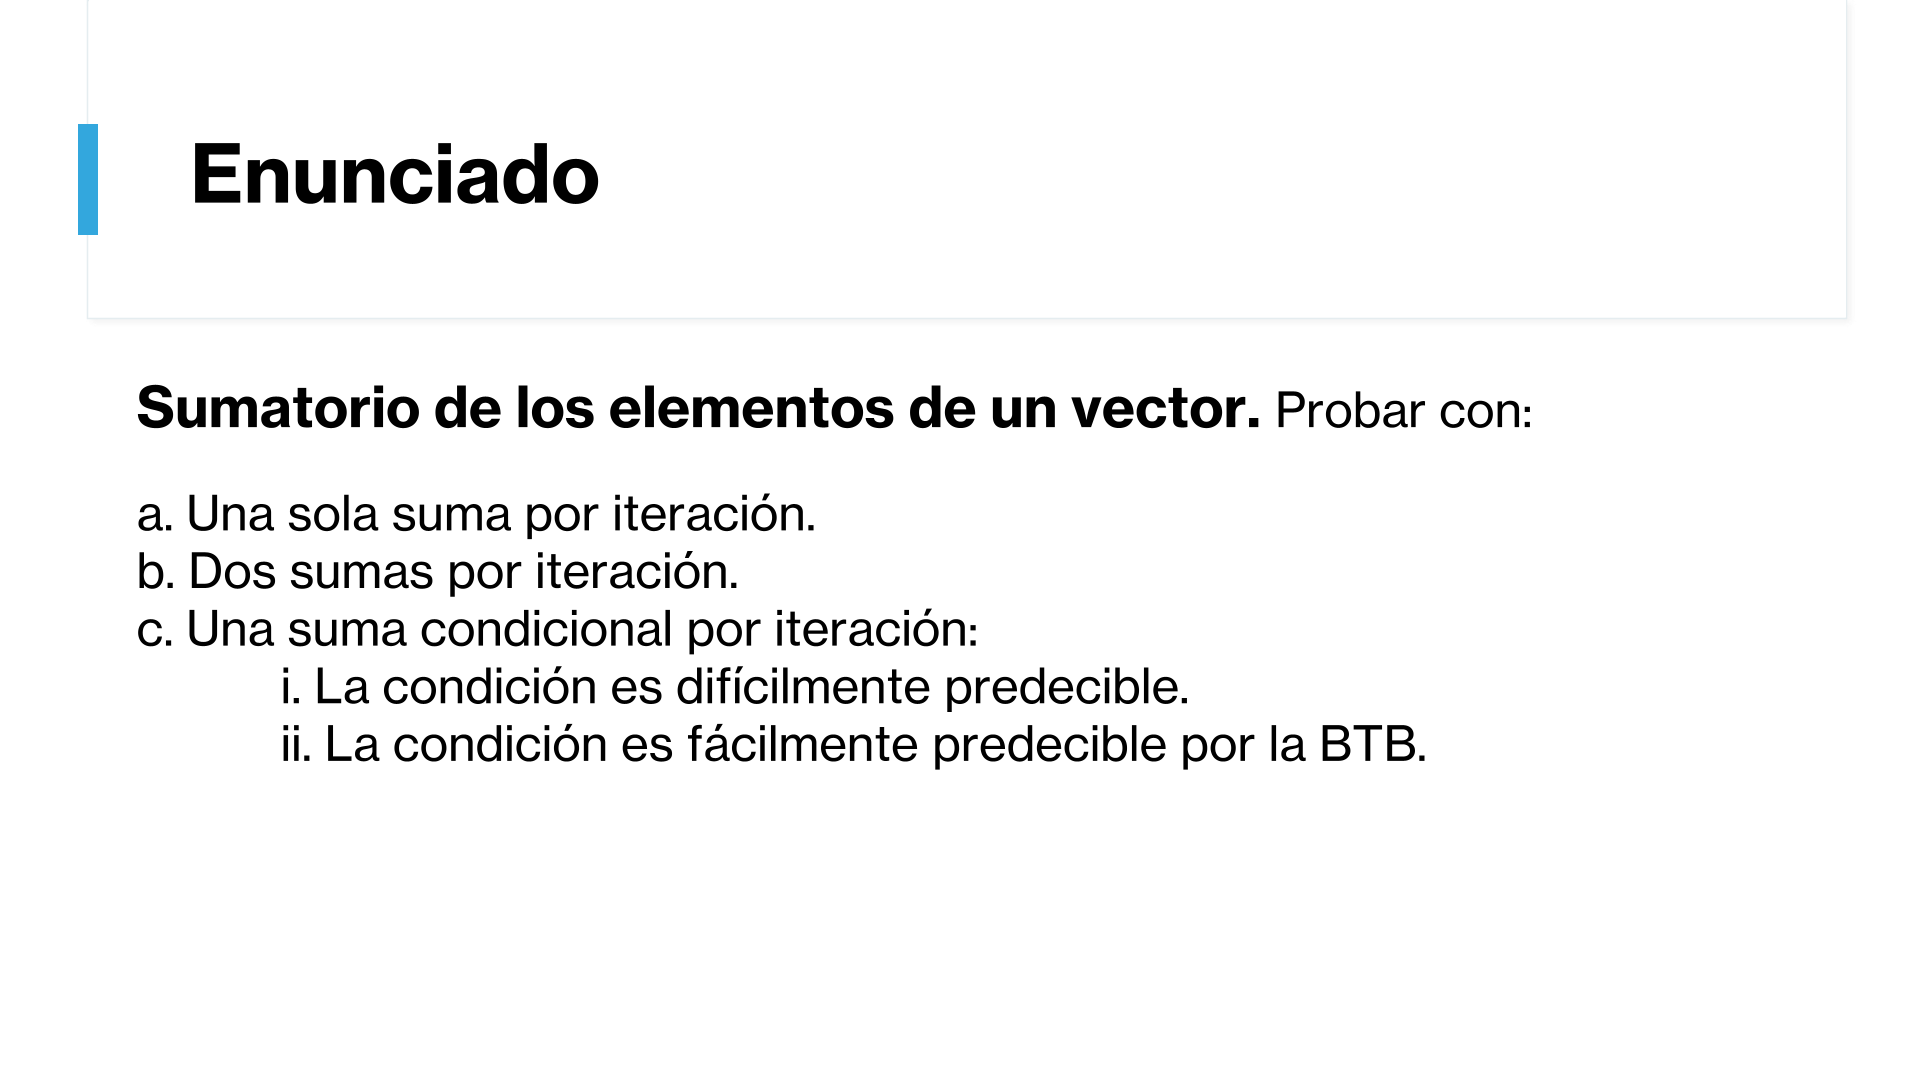 Enunciado
Sumatorio de los elementos de un vector. Probar con:
a. Una sola suma por iteración.
b. Dos sumas por iteración.
c. Una suma condicional por iteración:
i. La condición es difícilmente predecible.
ii. La condición es fácilmente predecible por la BTB.